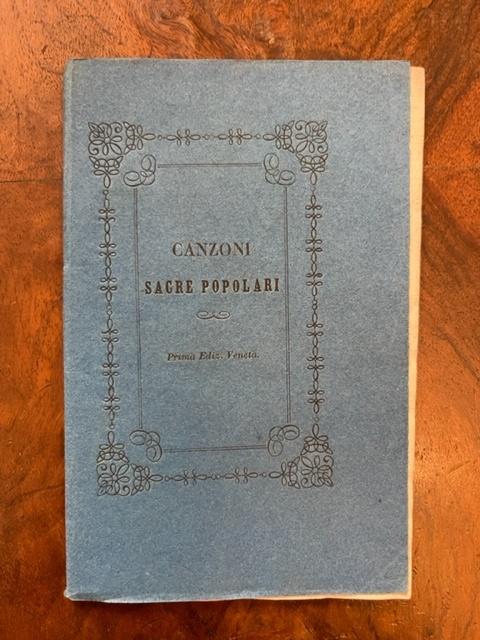 CANZONI
SACRE POPOLARI
Prima Ediz. Veneta.